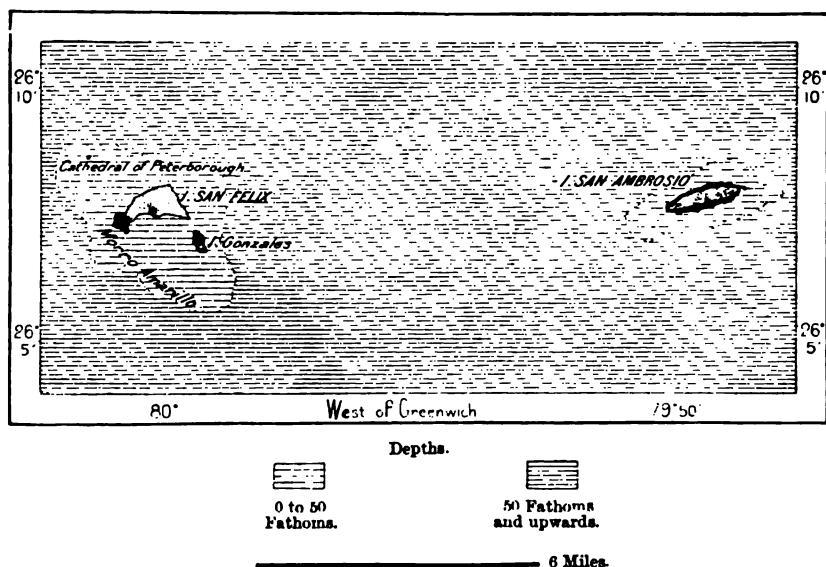 26°
10'
26°
10'
Cathedral of Peterborough
I. SAN FELIX
I. SAN AMBROSIO
I. Gonzales
Morro Amarillo
26°
5'
26°
5'
80°
West of Greenwich
79°50'
Depths.
0 to 50
Fathoms.
50 Fathoms
and upwards.
6 Miles.